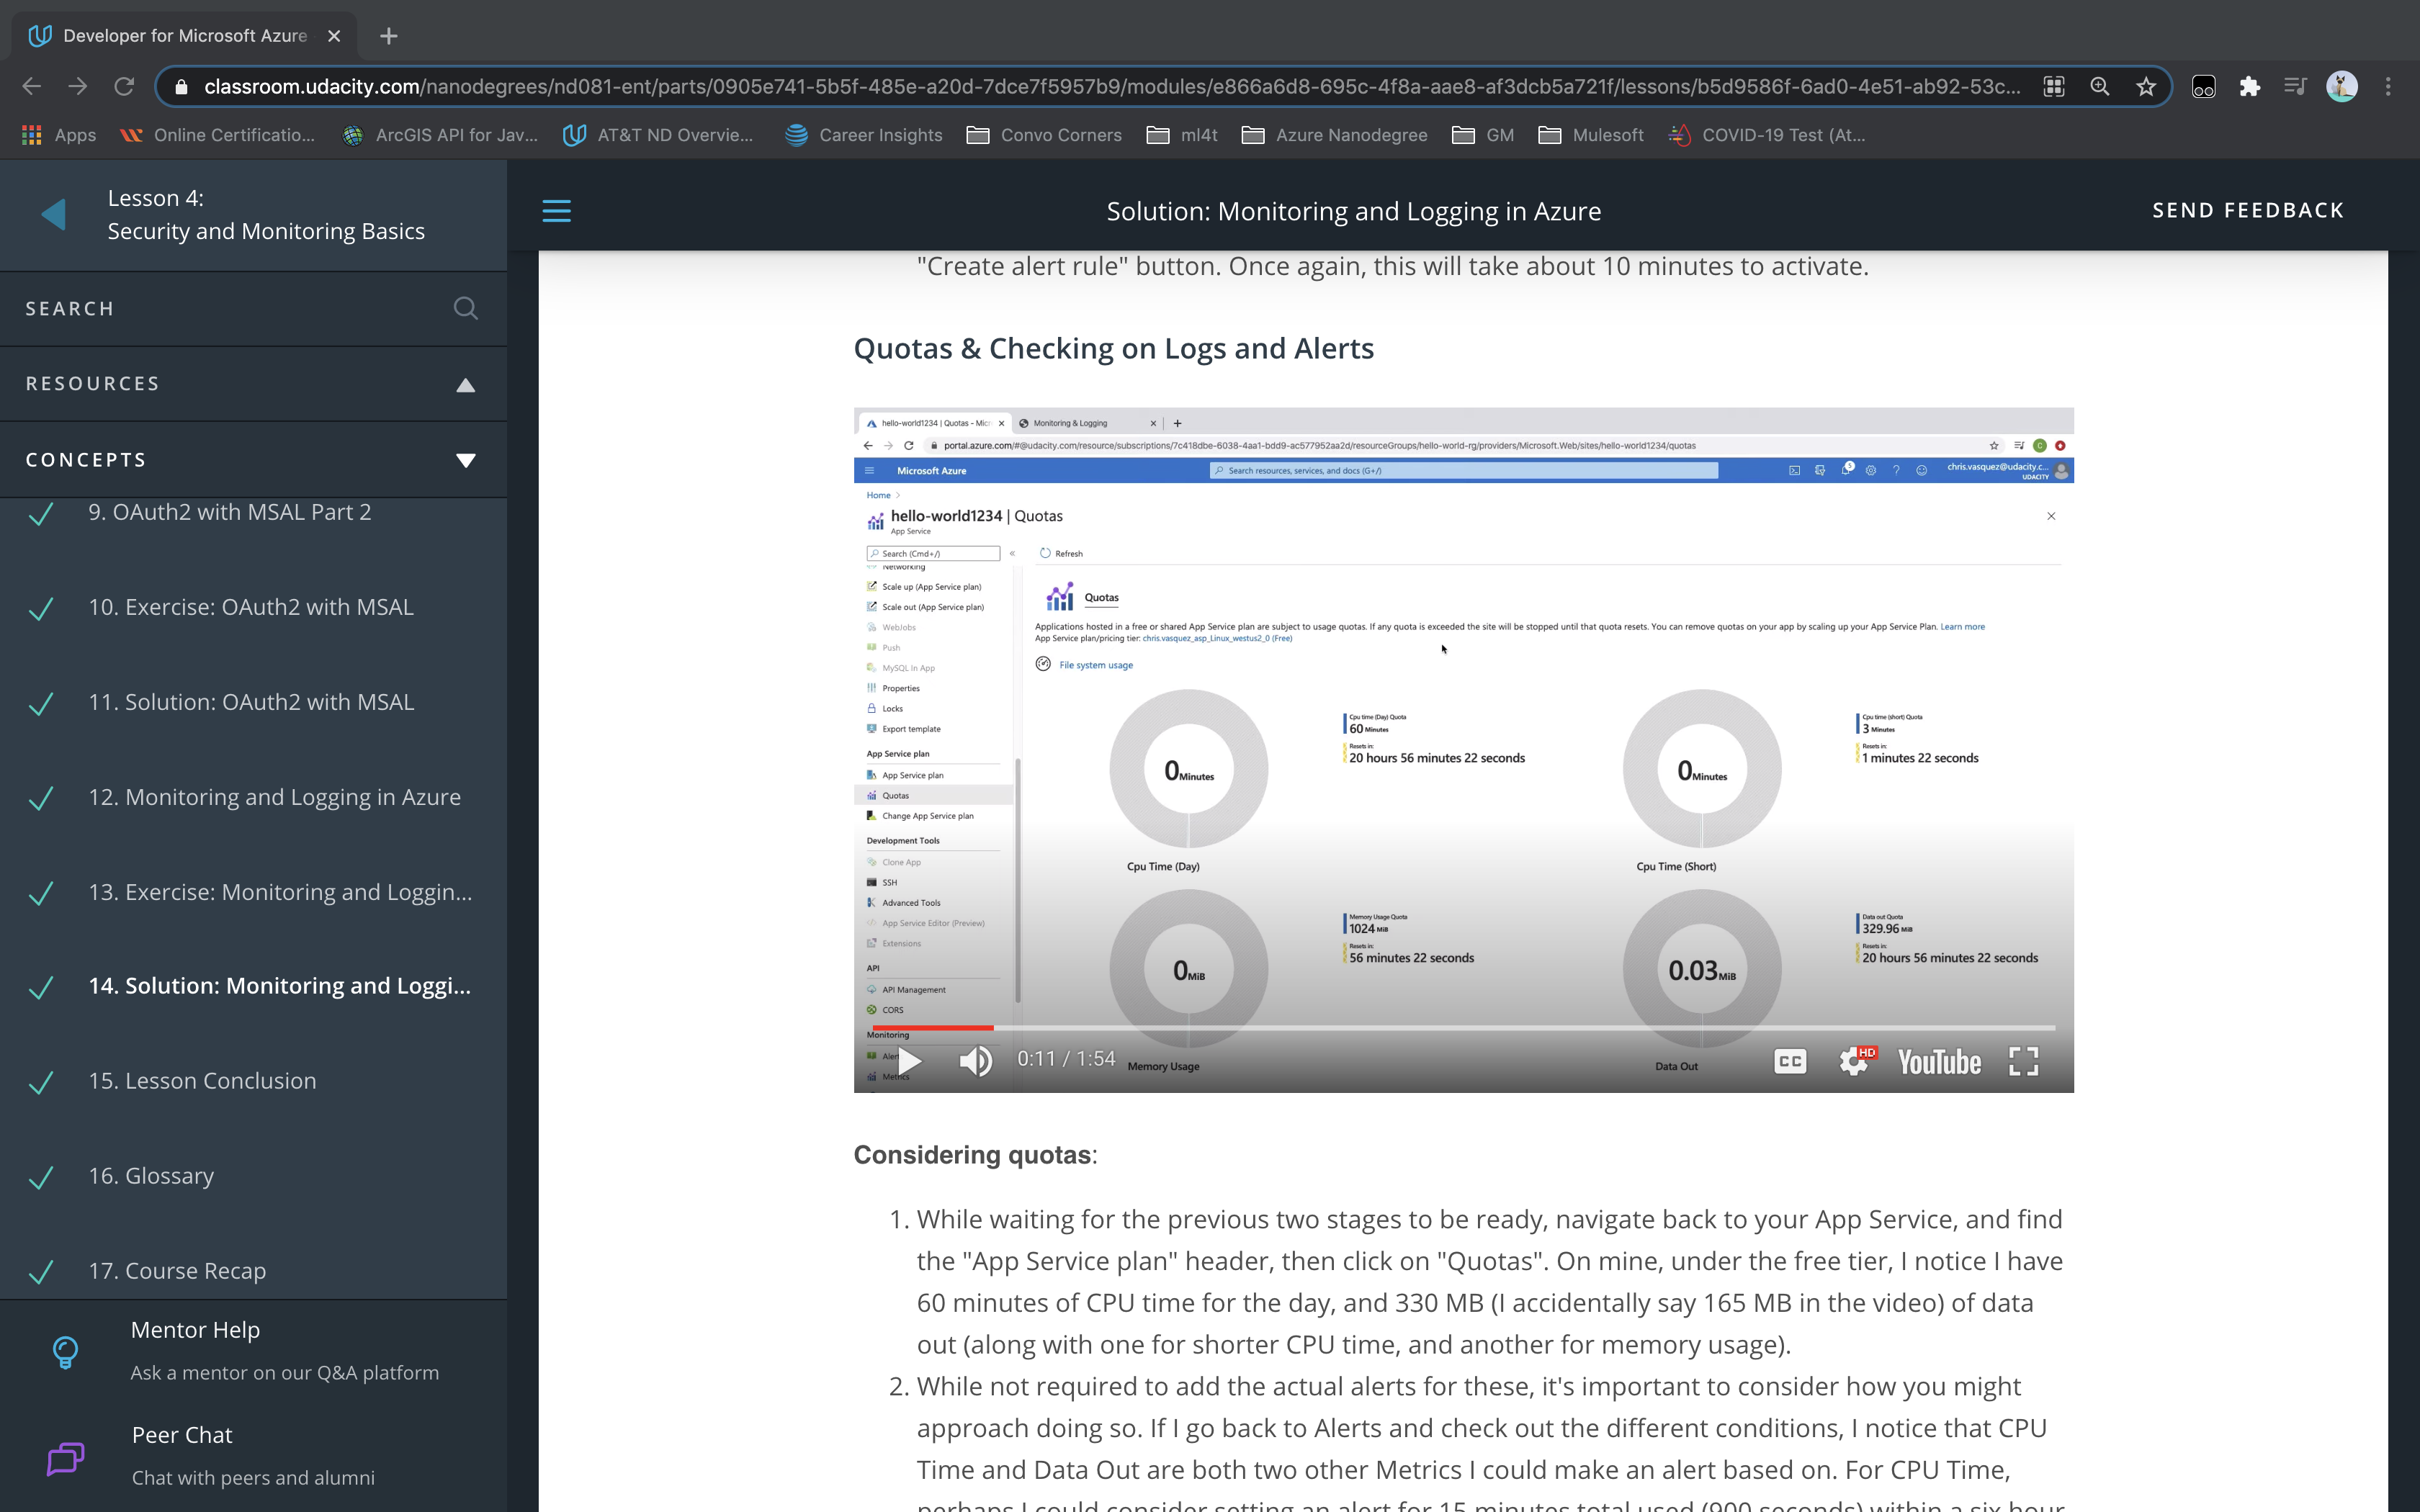 Developer for Microsoft Azure
classroom.udacity.com/nanodegrees/nd081-ent/parts/0905e741-5b5f-485e-a20d-7dce7f5957b9/modules/e866a6d8-695c-4f8a-aae8-af3dcb5a721f/lessons/b5d9586f-6ad0-4e51-ab92-53c...
Apps
Online Certificatio...
ArcGIS API for Jav...
AT&T ND Overvie...
Career Insights
Convo Corners
ml4t
Azure Nanodegree
GM
Mulesoft
COVID-19 Test (At...
Lesson 4:
Security and Monitoring Basics
SEARCH
RESOURCES
CONCEPTS
9. OAuth2 with MSAL Part 2
10. Exercise: OAuth2 with MSAL
11. Solution: OAuth2 with MSAL
12. Monitoring and Logging in Azure
13. Exercise: Monitoring and Loggin...
14. Solution: Monitoring and Loggi...
15. Lesson Conclusion
16. Glossary
17. Course Recap
Mentor Help
Ask a mentor on our Q&A platform
Peer Chat
Chat with peers and alumni
Solution: Monitoring and Logging in Azure
SEND FEEDBACK
"Create alert rule" button. Once again, this will take about 10 minutes to activate.
Quotas & Checking on Logs and Alerts
hello-world1234 | Quotas - Micr
Monitoring & Logging
portal.azure.com/#@udacity.com/resource/subscriptions/7c418dbe-6038-4aa1-bdd9-ac577952aa2d/resourceGroups/hello-world-rg/providers/Microsoft.Web/sites/hello-world1234/quotas
Microsoft Azure
Search resources, services, and docs (G+/)
5
chris.vasquez@udacity.c...
UDACITY
Home >
hello-world1234 | Quotas
App Service
Search (Cmd+/)
Refresh
Networking
Scale up (App Service plan)
Scale out (App Service plan)
WebJobs
Push
MySQL In App
Properties
Locks
Export template
App Service plan
App Service plan
Quotas
Change App Service plan
Development Tools
Clone App
SSH
Advanced Tools
App Service Editor (Preview)
Extensions
API
API Management
CORS
Monitoring
Metrics
Quotas
Applications hosted in a free or shared App Service plan are subject to usage quotas. If any quota is exceeded the site will be stopped until that quota resets. You can remove quotas on your app by scaling up your App Service Plan. Learn more
App Service plan/pricing tier: chris.vasquez_asp_Linux_westus2_0 (Free)
File system usage
0 Minutes
Cpu time (Day) Quota
60 Minutes
Resets in:
20 hours 56 minutes 22 seconds
Cpu Time (Day)
0 Minutes
Cpu time (short) Quota
3 Minutes
Resets in:
1 minutes 22 seconds
Cpu Time (Short)
0 MiB
Memory Usage Quota
1024 MiB
Resets in:
56 minutes 22 seconds
Memory Usage
0.03 MiB
Data out Quota
329.96 MiB
Resets in:
20 hours 56 minutes 22 seconds
Data Out
0:11 / 1:54
CC
HD
YouTube
Considering quotas:
1. While waiting for the previous two stages to be ready, navigate back to your App Service, and find
the "App Service plan" header, then click on "Quotas". On mine, under the free tier, I notice I have
60 minutes of CPU time for the day, and 330 MB (I accidentally say 165 MB in the video) of data
out (along with one for shorter CPU time, and another for memory usage).
2. While not required to add the actual alerts for these, it's important to consider how you might
approach doing so. If I go back to Alerts and check out the different conditions, I notice that CPU
Time and Data Out are both two other Metrics I could make an alert based on. For CPU Time,
perhaps I could consider setting an alert for 15 minutes total used (900 seconds) within a six hour